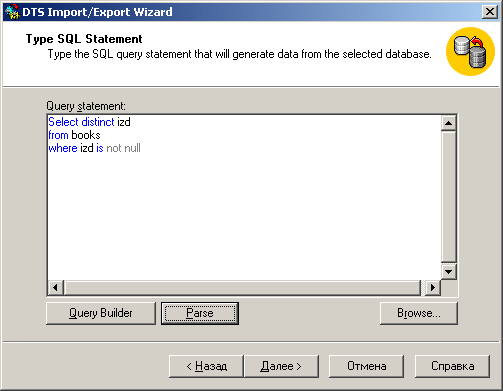 DTS Import/Export Wizard
Type SQL Statement
Type the SQL query statement that will generate data from the selected database.
Query statement:
Select distinct izd
from books
where izd is not null
Query Builder
Parse
Browse...
< Назад
Далее >
Отмена
Справка